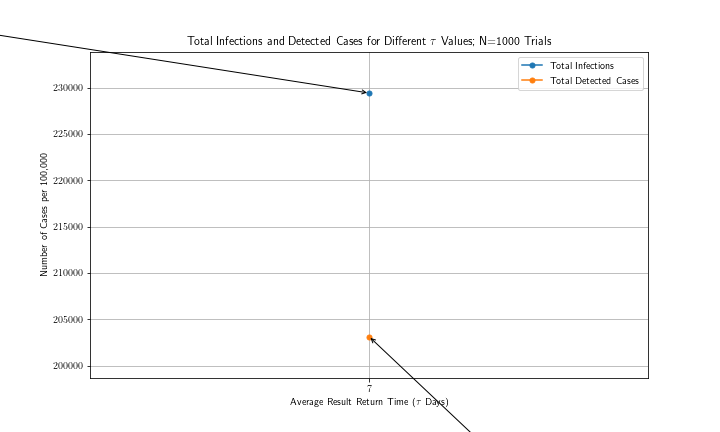 Total Infections and Detected Cases for Different τ Values; N=1000 Trials
Total Infections
Total Detected Cases
Number of Cases per 100,000
230000
225000
220000
215000
210000
205000
200000
7
Average Result Return Time (τ Days)